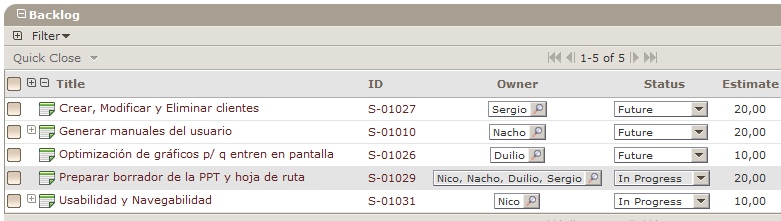 Backlog
Filter
Quick Close 1-5 of 5
Title ID Owner Status Estimate
Crear, Modificar y Eliminar clientes S-01027 Sergio Future 20,00
Generar manuales del usuario S-01010 Nacho Future 20,00
Optimización de gráficos p/ q entren en pantalla S-01026 Duilio Future 10,00
Preparar borrador de la PPT y hoja de ruta S-01029 Nico, Nacho, Duilio, Sergio In Progress 20,00
Usabilidad y Navegabilidad S-01031 Nico In Progress 10,00